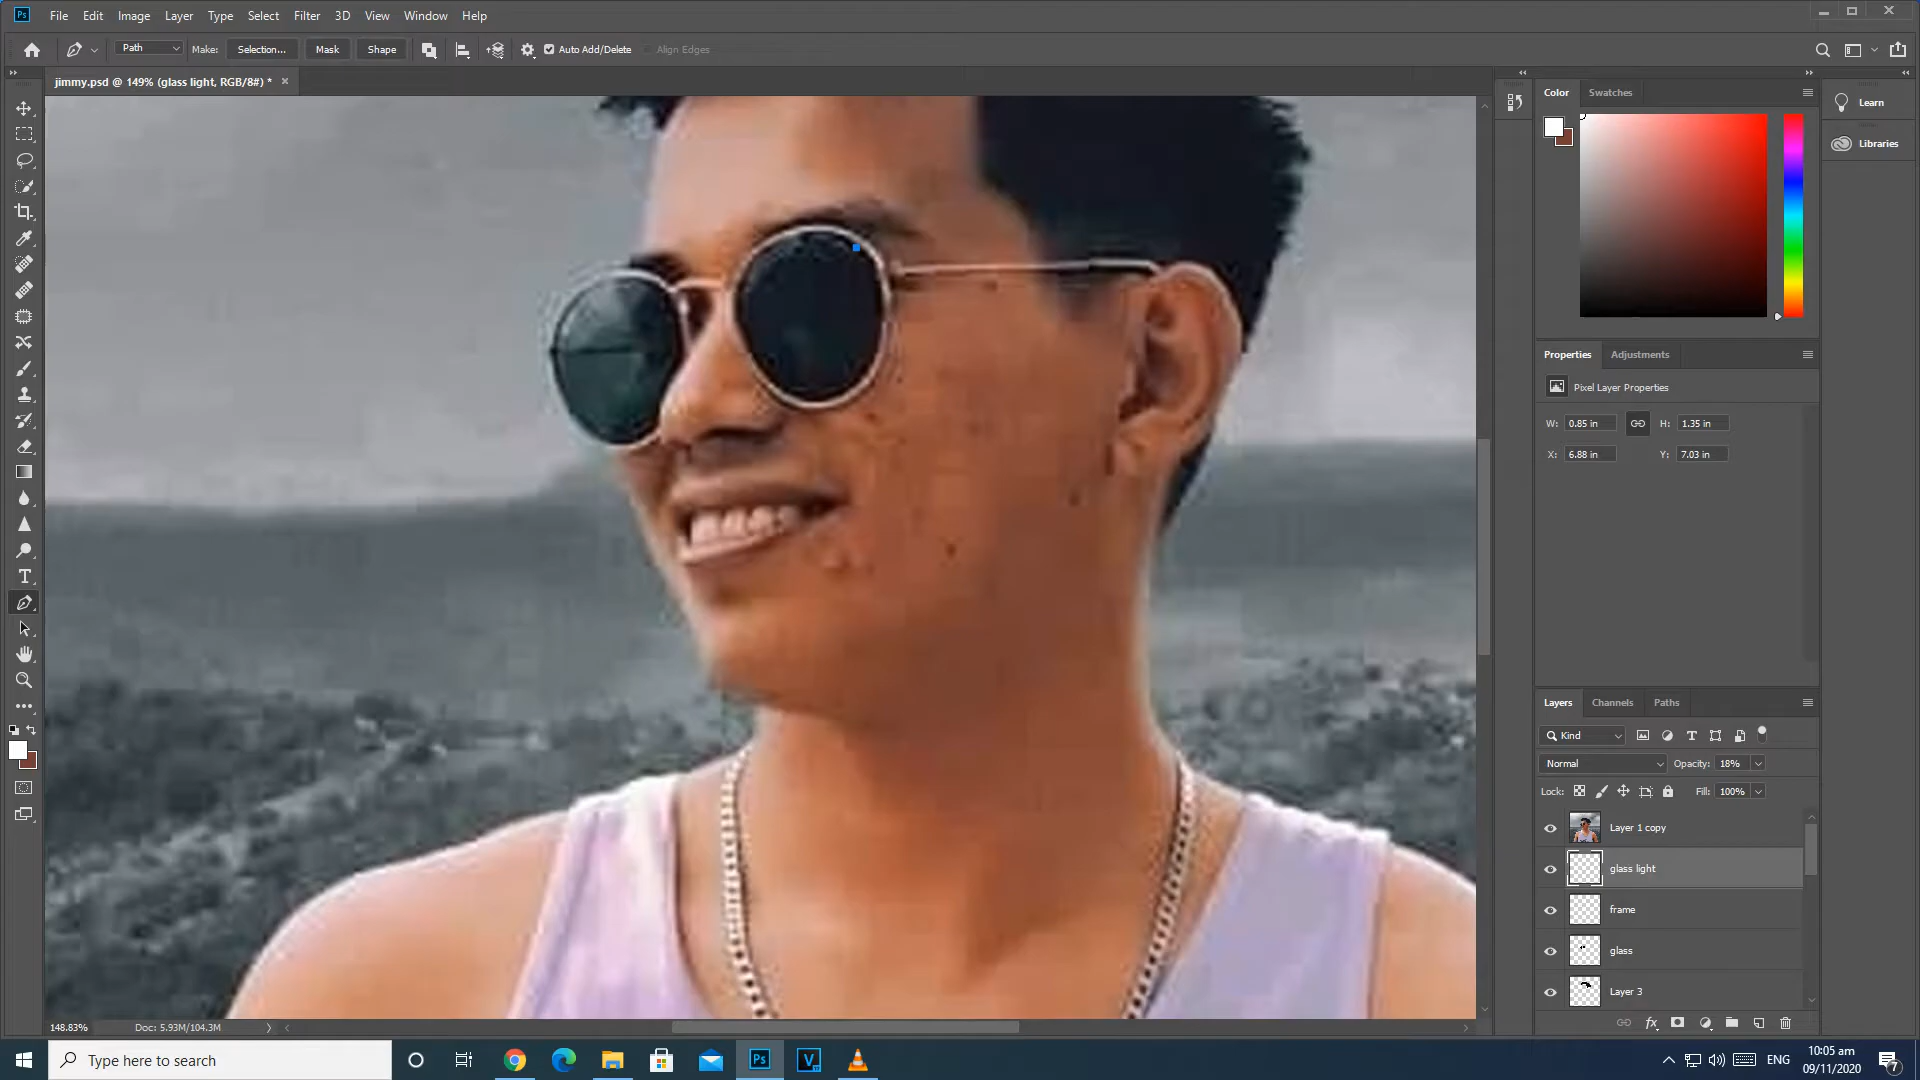 Ps File Edit Image Layer Type Select Filter 3D View Window Help
Path Make: Selection... Mask Shape Auto Add/Delete Align Edges
jimmy.psd @ 149% (glass light, RGB/8#) *
Color Swatches
Learn
Libraries
Properties Adjustments
Pixel Layer Properties
W: 0.85 in H: 1.35 in
X: 6.88 in Y: 7.03 in
Layers Channels Paths
Kind
Normal Opacity: 18%
Lock: Fill: 100%
Layer 1 copy
glass light
frame
glass
Layer 3
fx
148.83% Doc: 5.93M/104.3M
Type here to search
Ps V ENG 10:05 am
09/11/2020 7